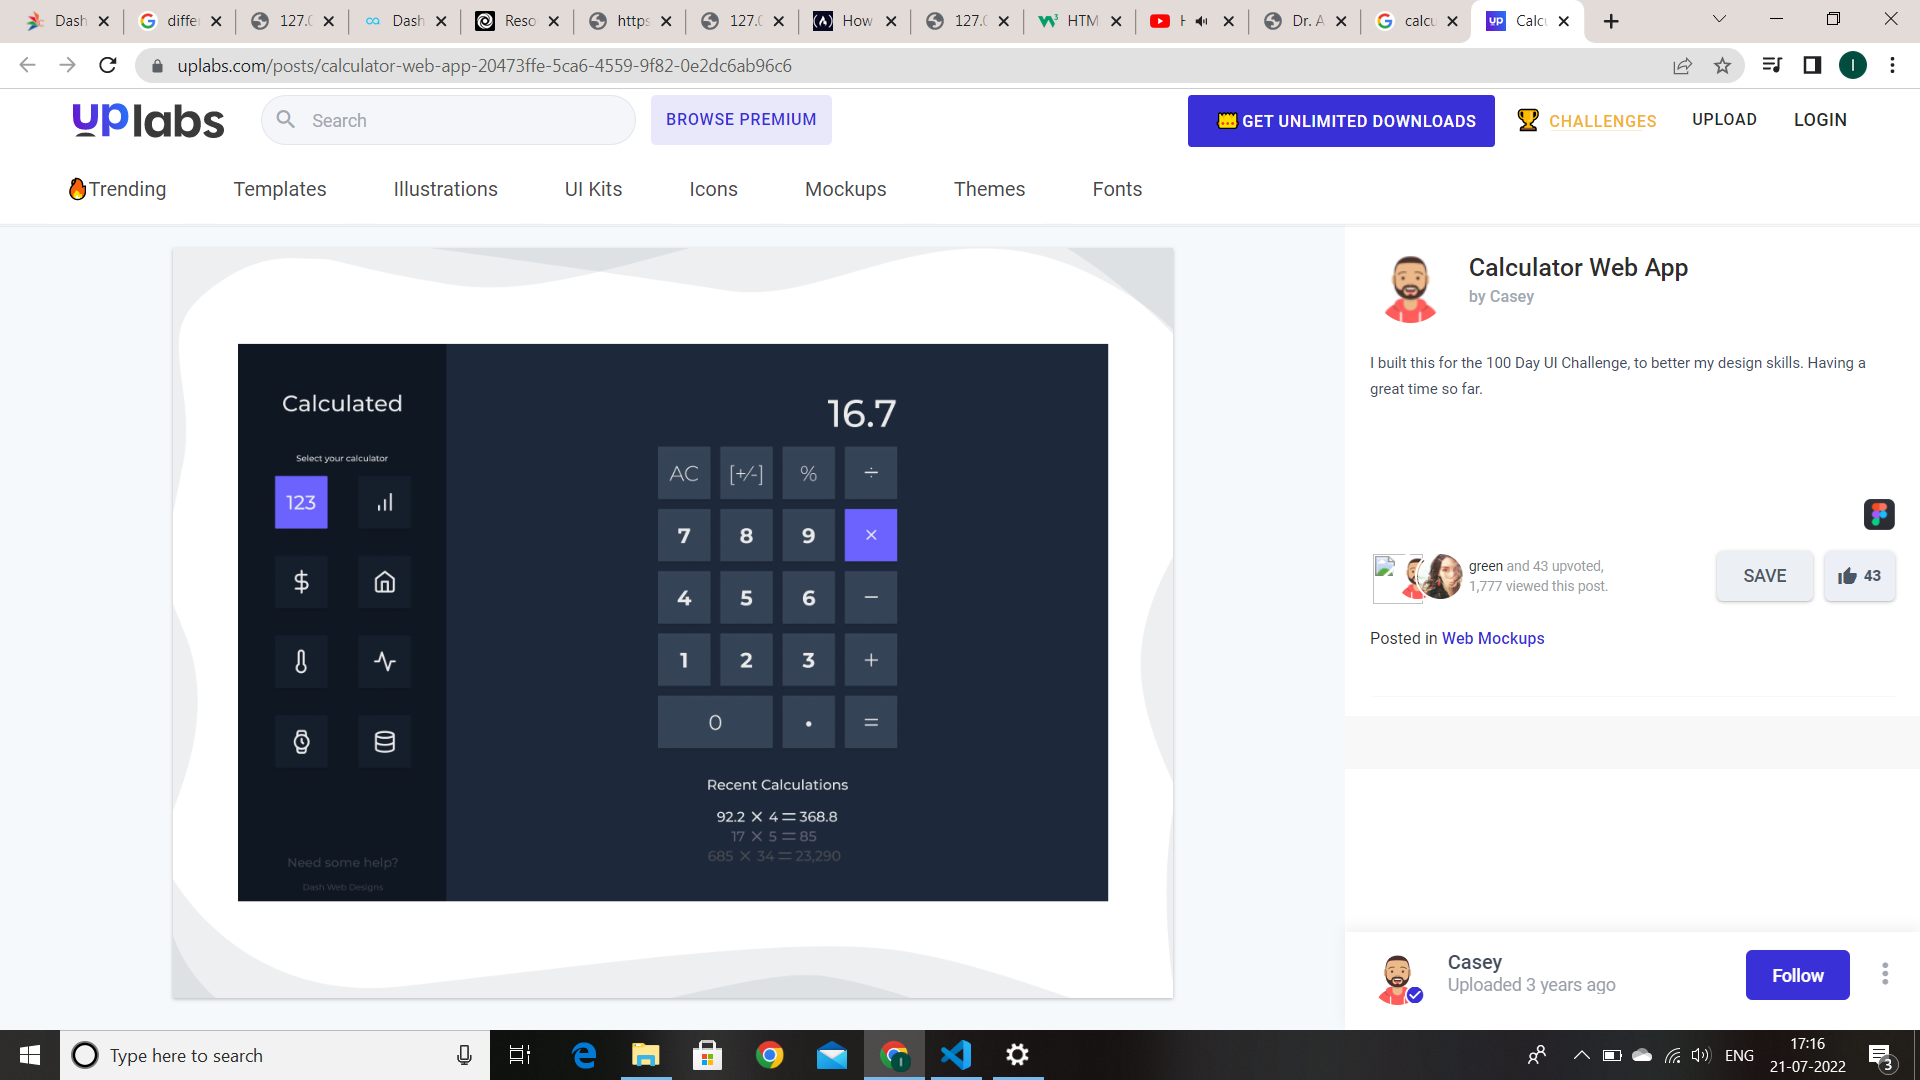 Dash
differ
127.0
Dash
Reso
https
127.0
How
127.0
HTM
H
Dr. A
calcu
Calcu
uplabs.com/posts/calculator-web-app-20473ffe-5ca6-4559-9f82-0e2dc6ab96c6
I
uplabs
Search
BROWSE PREMIUM
GET UNLIMITED DOWNLOADS
CHALLENGES
UPLOAD
LOGIN
Trending
Templates
Illustrations
UI Kits
Icons
Mockups
Themes
Fonts
Calculated
Select your calculator
123
Need some help?
Dash Web Designs
16.7
AC [+/-] % ÷
7 8 9 ×
4 5 6 −
1 2 3 +
0 • =
Recent Calculations
92.2 × 4 = 368.8
17 × 5 = 85
685 × 34 = 23,290
Calculator Web App
by Casey
I built this for the 100 Day UI Challenge, to better my design skills. Having a
great time so far.
green and 43 upvoted,
1,777 viewed this post.
SAVE
43
Posted in Web Mockups
Casey
Uploaded 3 years ago
Follow
Type here to search
ENG
17:16
21-07-2022
3